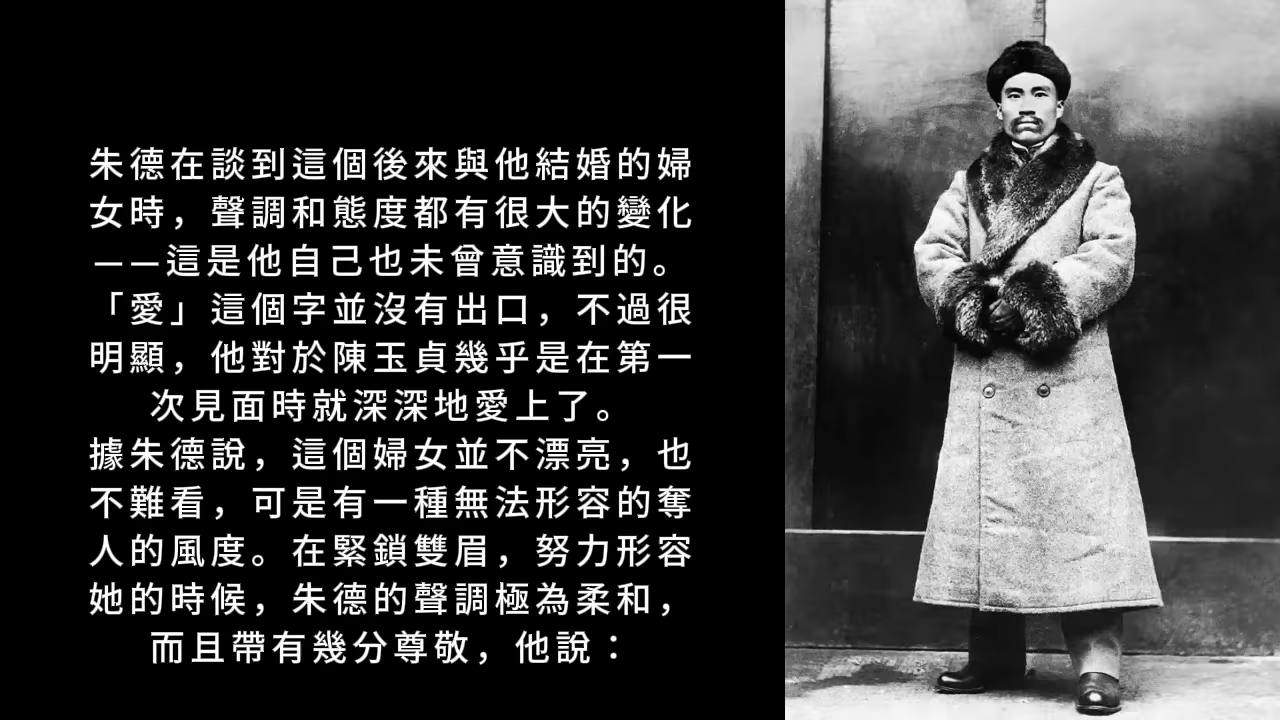 朱德在談到這個後來與他結婚的婦
女時，聲調和態度都有很大的變化
——這是他自己也未曾意識到的。
「愛」這個字並沒有出口，不過很
明顯，他對於陳玉貞幾乎是在第一
次見面時就深深地愛上了。
據朱德說，這個婦女並不漂亮，也
不難看，可是有一種無法形容的奪
人的風度。在緊鎖雙眉，努力形容
她的時候，朱德的聲調極為柔和，
而且帶有幾分尊敬，他說：